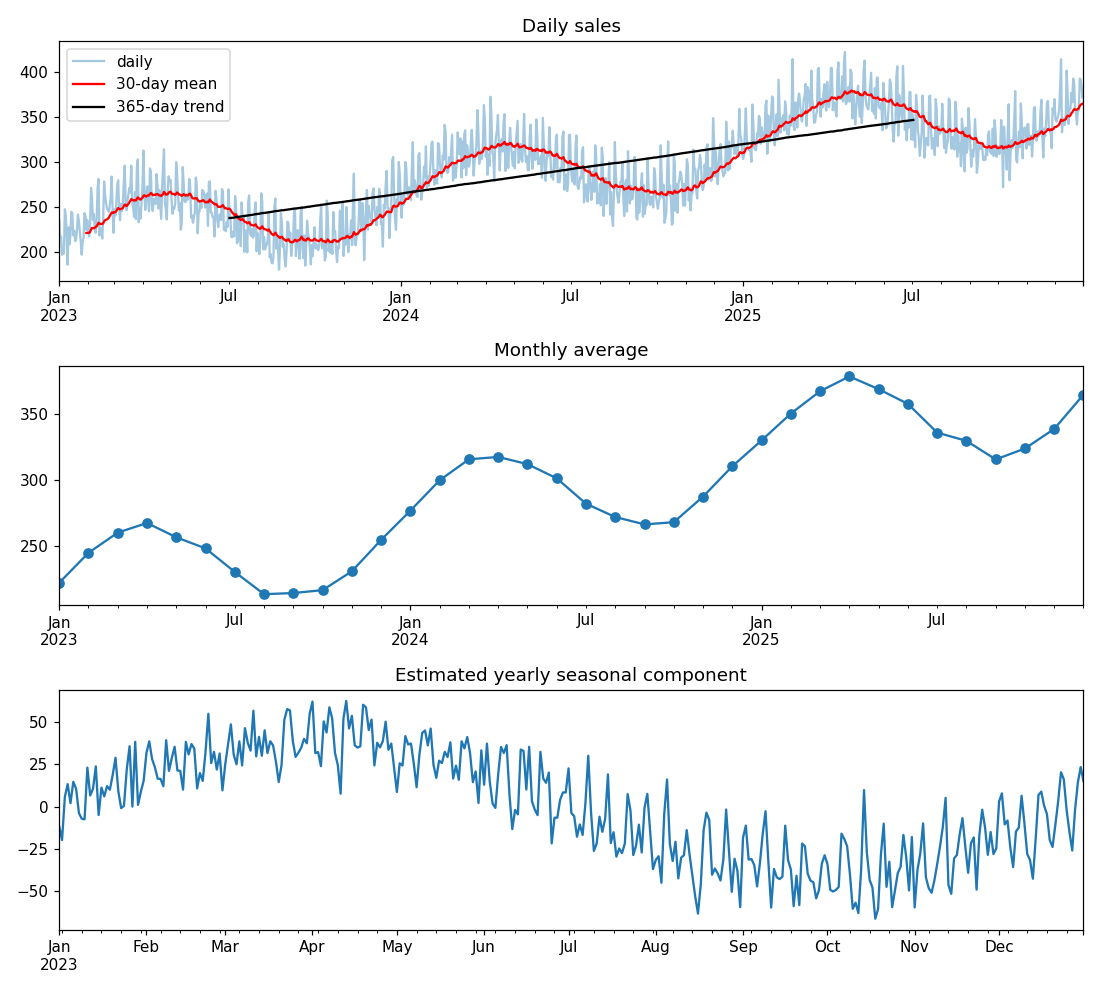 Daily sales
daily
30-day mean
365-day trend
400
350
300
250
200
Jan Jul Jan Jul Jan Jul
2023 2024 2025
Monthly average
350
300
250
Jan Jul Jan Jul Jan Jul
2023 2024 2025
Estimated yearly seasonal component
50
25
0
−25
−50
Jan Feb Mar Apr May Jun Jul Aug Sep Oct Nov Dec
2023